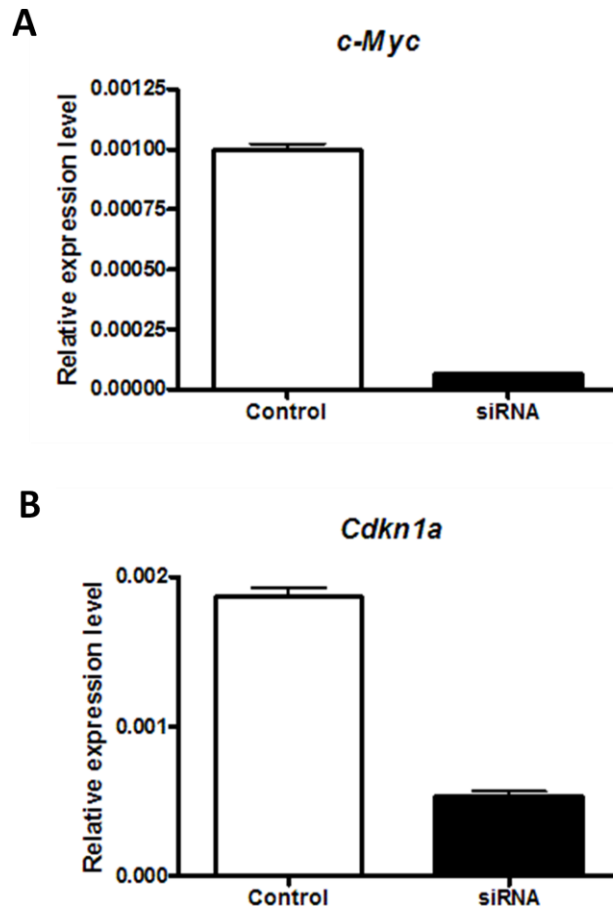 A
c-Myc
Relative expression level
0.00125
0.00100
0.00075
0.00050
0.00025
0.00000
Control siRNA
B
Cdkn1a
Relative expression level
0.002
0.001
0.000
Control siRNA